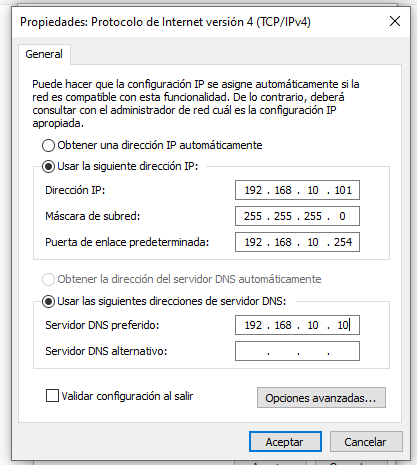 Propiedades: Protocolo de Internet versión 4 (TCP/IPv4)
General
Puede hacer que la configuración IP se asigne automáticamente si la
red es compatible con esta funcionalidad. De lo contrario, deberá
consultar con el administrador de red cuál es la configuración IP
apropiada.
Obtener una dirección IP automáticamente
Usar la siguiente dirección IP:
Dirección IP: 192 . 168 . 10 . 101
Máscara de subred: 255 . 255 . 255 . 0
Puerta de enlace predeterminada: 192 . 168 . 10 . 254
Obtener la dirección del servidor DNS automáticamente
Usar las siguientes direcciones de servidor DNS:
Servidor DNS preferido: 192 . 168 . 10 . 10
Servidor DNS alternativo: . . .
Validar configuración al salir
Opciones avanzadas...
Aceptar Cancelar